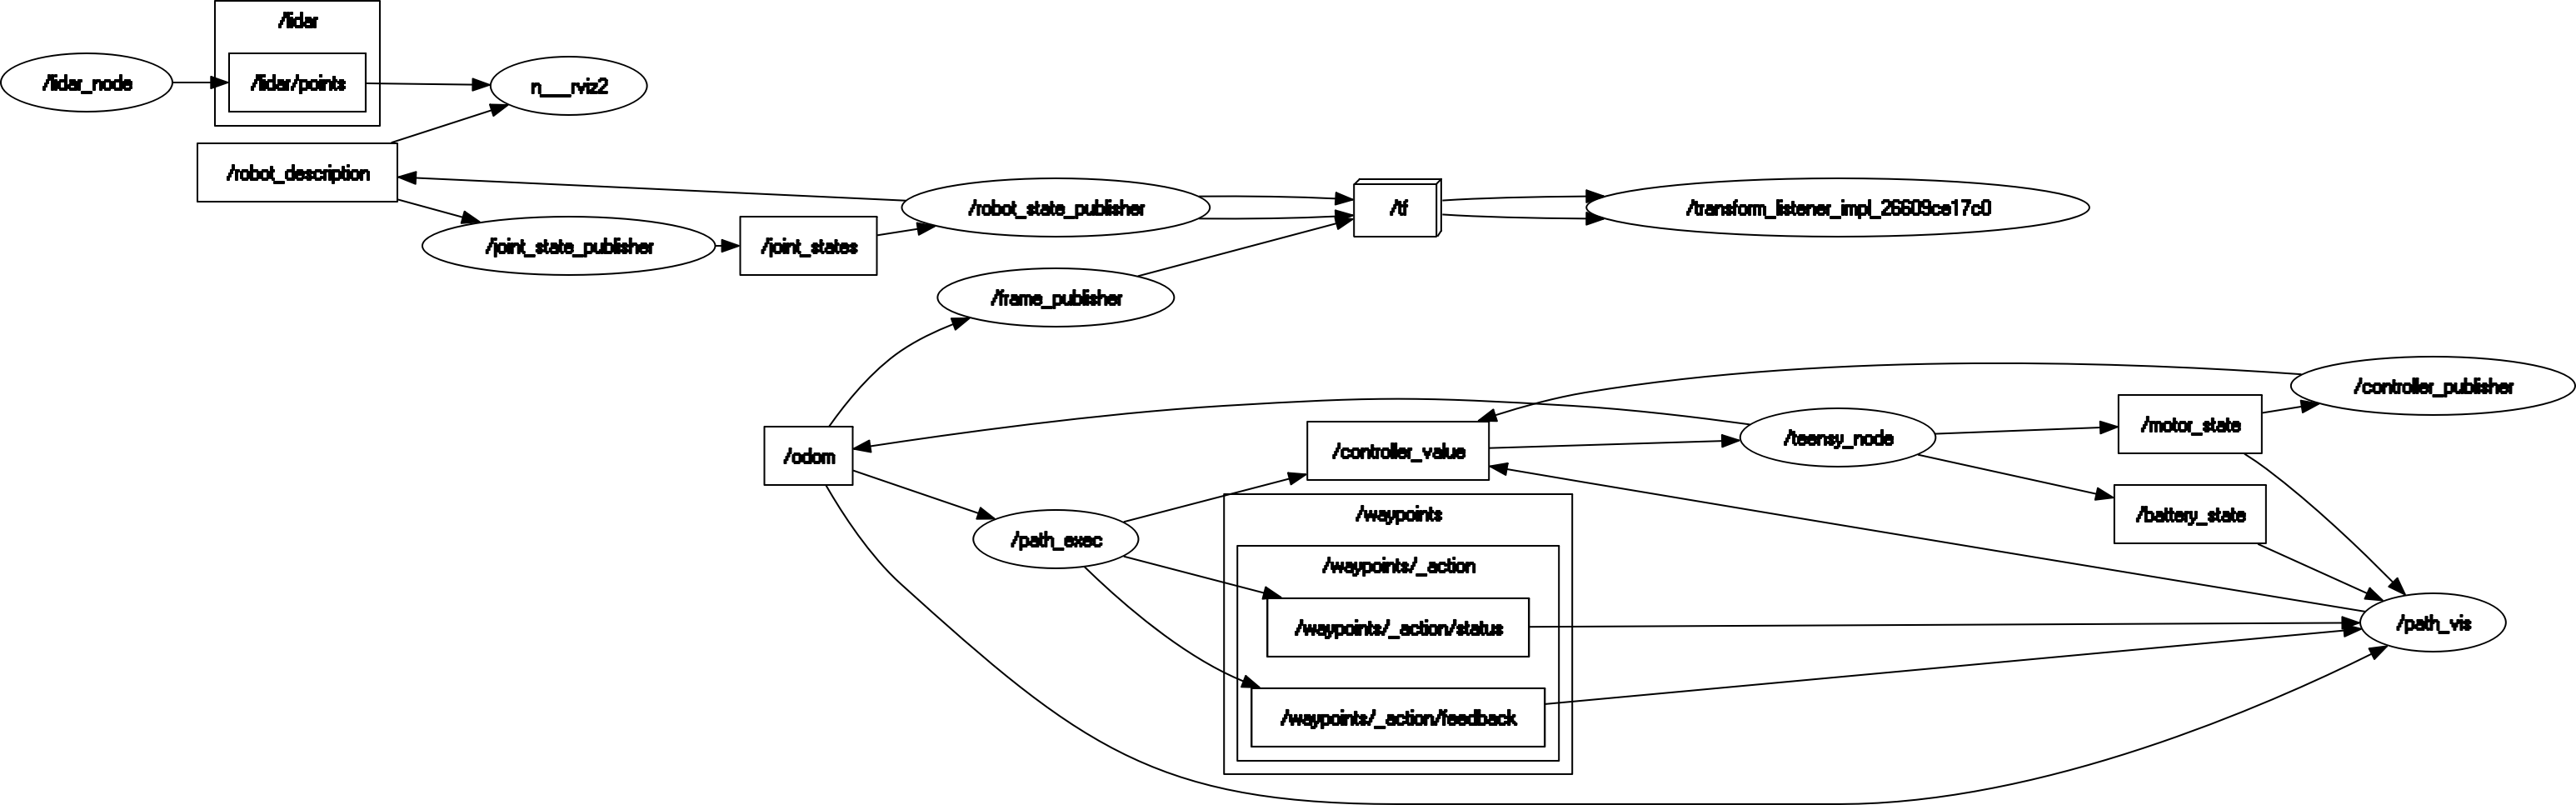 /lidar
/lidar_node
/lidar/points
n___rviz2
/robot_description
/robot_state_publisher
/tf
/transform_listener_impl_26609ce17c0
/joint_state_publisher
/joint_states
/frame_publisher
/controller_publisher
/motor_state
/teensy_node
/controller_value
/odom
/waypoints
/battery_state
/path_exec
/waypoints/_action
/waypoints/_action/status
/path_vis
/waypoints/_action/feedback